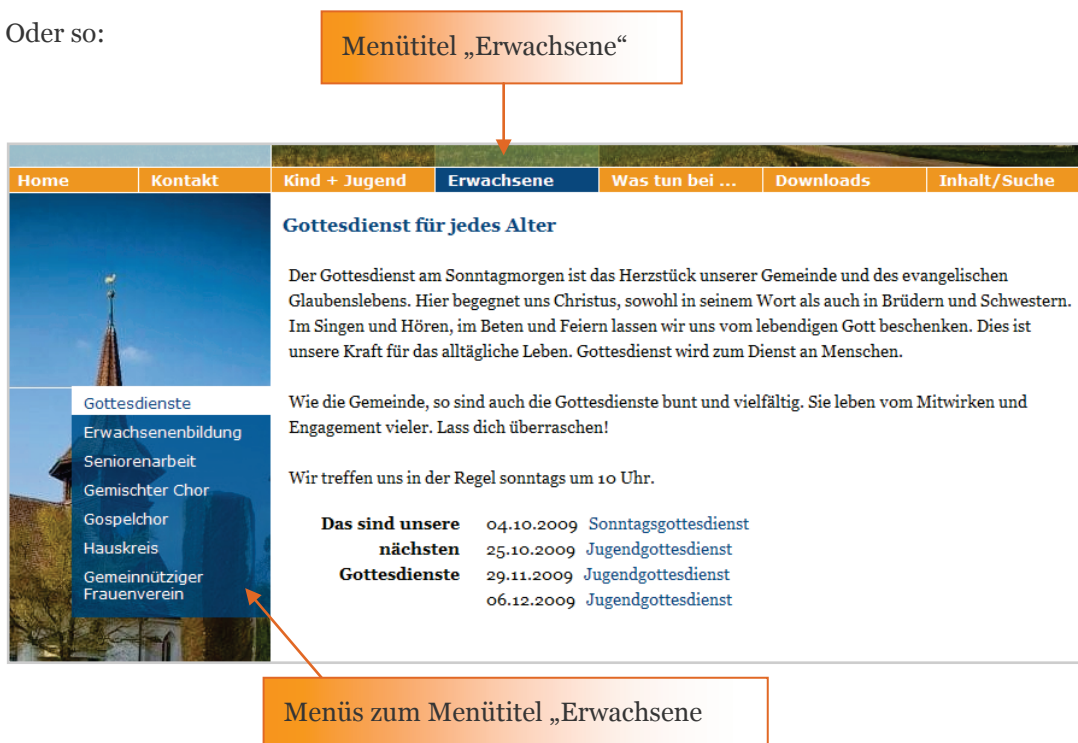 Oder so:
Menütitel „Erwachsene“
Home Kontakt Kind + Jugend Erwachsene Was tun bei ... Downloads Inhalt/Suche
Gottesdienst für jedes Alter
Der Gottesdienst am Sonntagmorgen ist das Herzstück unserer Gemeinde und des evangelischen
Glaubenslebens. Hier begegnet uns Christus, sowohl in seinem Wort als auch in Brüdern und Schwestern.
Im Singen und Hören, im Beten und Feiern lassen wir uns vom lebendigen Gott beschenken. Dies ist
unsere Kraft für das alltägliche Leben. Gottesdienst wird zum Dienst an Menschen.
Wie die Gemeinde, so sind auch die Gottesdienste bunt und vielfältig. Sie leben vom Mitwirken und
Engagement vieler. Lass dich überraschen!
Wir treffen uns in der Regel sonntags um 10 Uhr.
Das sind unsere 04.10.2009 Sonntagsgottesdienst
nächsten 25.10.2009 Jugendgottesdienst
Gottesdienste 29.11.2009 Jugendgottesdienst
06.12.2009 Jugendgottesdienst
Gottesdienste
Erwachsenenbildung
Seniorenarbeit
Gemischter Chor
Gospelchor
Hauskreis
Gemeinnütziger
Frauenverein
Menüs zum Menütitel „Erwachsene